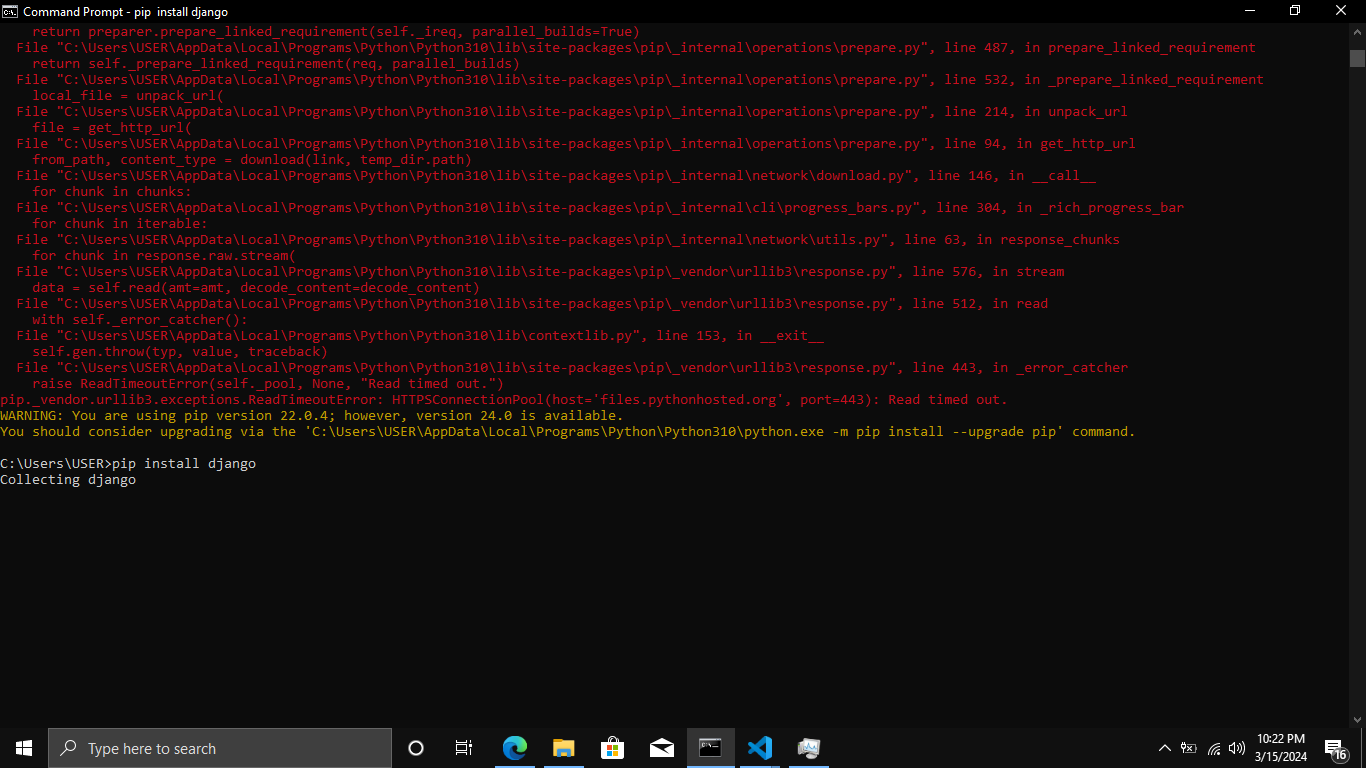 Command Prompt - pip  install django
    return preparer.prepare_linked_requirement(self._ireq, parallel_builds=True)
  File "C:\Users\USER\AppData\Local\Programs\Python\Python310\lib\site-packages\pip\_internal\operations\prepare.py", line 487, in prepare_linked_requirement
    return self._prepare_linked_requirement(req, parallel_builds)
  File "C:\Users\USER\AppData\Local\Programs\Python\Python310\lib\site-packages\pip\_internal\operations\prepare.py", line 532, in _prepare_linked_requirement
    local_file = unpack_url(
  File "C:\Users\USER\AppData\Local\Programs\Python\Python310\lib\site-packages\pip\_internal\operations\prepare.py", line 214, in unpack_url
    file = get_http_url(
  File "C:\Users\USER\AppData\Local\Programs\Python\Python310\lib\site-packages\pip\_internal\operations\prepare.py", line 94, in get_http_url
    from_path, content_type = download(link, temp_dir.path)
  File "C:\Users\USER\AppData\Local\Programs\Python\Python310\lib\site-packages\pip\_internal\network\download.py", line 146, in __call__
    for chunk in chunks:
  File "C:\Users\USER\AppData\Local\Programs\Python\Python310\lib\site-packages\pip\_internal\cli\progress_bars.py", line 304, in _rich_progress_bar
    for chunk in iterable:
  File "C:\Users\USER\AppData\Local\Programs\Python\Python310\lib\site-packages\pip\_internal\network\utils.py", line 63, in response_chunks
    for chunk in response.raw.stream(
  File "C:\Users\USER\AppData\Local\Programs\Python\Python310\lib\site-packages\pip\_vendor\urllib3\response.py", line 576, in stream
    data = self.read(amt=amt, decode_content=decode_content)
  File "C:\Users\USER\AppData\Local\Programs\Python\Python310\lib\site-packages\pip\_vendor\urllib3\response.py", line 512, in read
    with self._error_catcher():
  File "C:\Users\USER\AppData\Local\Programs\Python\Python310\lib\contextlib.py", line 153, in __exit__
    self.gen.throw(typ, value, traceback)
  File "C:\Users\USER\AppData\Local\Programs\Python\Python310\lib\site-packages\pip\_vendor\urllib3\response.py", line 443, in _error_catcher
    raise ReadTimeoutError(self._pool, None, "Read timed out.")
pip._vendor.urllib3.exceptions.ReadTimeoutError: HTTPSConnectionPool(host='files.pythonhosted.org', port=443): Read timed out.
WARNING: You are using pip version 22.0.4; however, version 24.0 is available.
You should consider upgrading via the 'C:\Users\USER\AppData\Local\Programs\Python\Python310\python.exe -m pip install --upgrade pip' command.
C:\Users\USER>pip install django
Collecting django
Type here to search
10:22 PM
3/15/2024
16